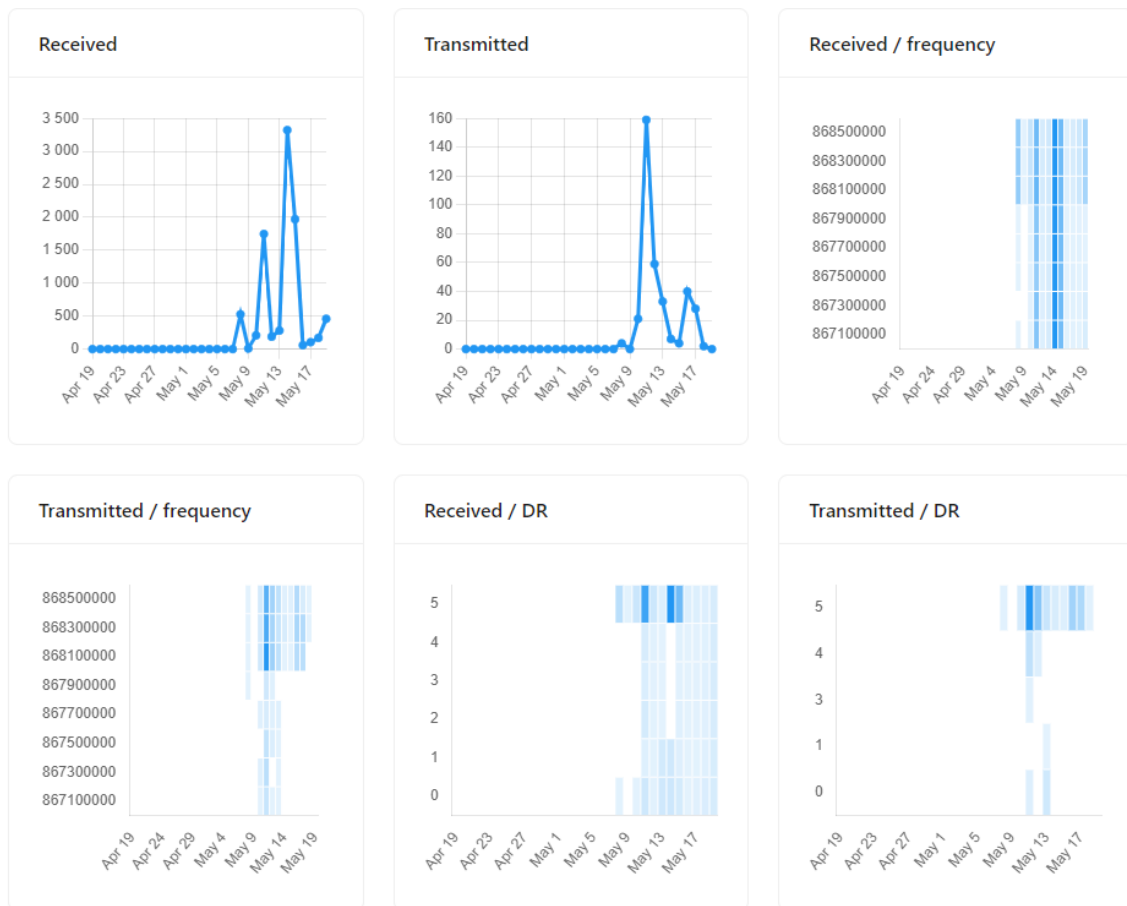 Received
3 500
3 000
2 500
2 000
1 500
1 000
500
0
Apr 19
Apr 23
Apr 27
May 1
May 5
May 9
May 13
May 17
Transmitted
160
140
120
100
80
60
40
20
0
Apr 19
Apr 23
Apr 27
May 1
May 5
May 9
May 13
May 17
Received / frequency
868500000
868300000
868100000
867900000
867700000
867500000
867300000
867100000
Apr 19
Apr 24
Apr 29
May 4
May 9
May 14
May 19
Transmitted / frequency
868500000
868300000
868100000
867900000
867700000
867500000
867300000
867100000
Apr 19
Apr 24
Apr 29
May 4
May 9
May 14
May 19
Received / DR
5
4
3
2
1
0
Apr 19
Apr 23
Apr 27
May 1
May 5
May 9
May 13
May 17
Transmitted / DR
5
4
3
1
0
Apr 19
Apr 23
Apr 27
May 1
May 5
May 9
May 13
May 17